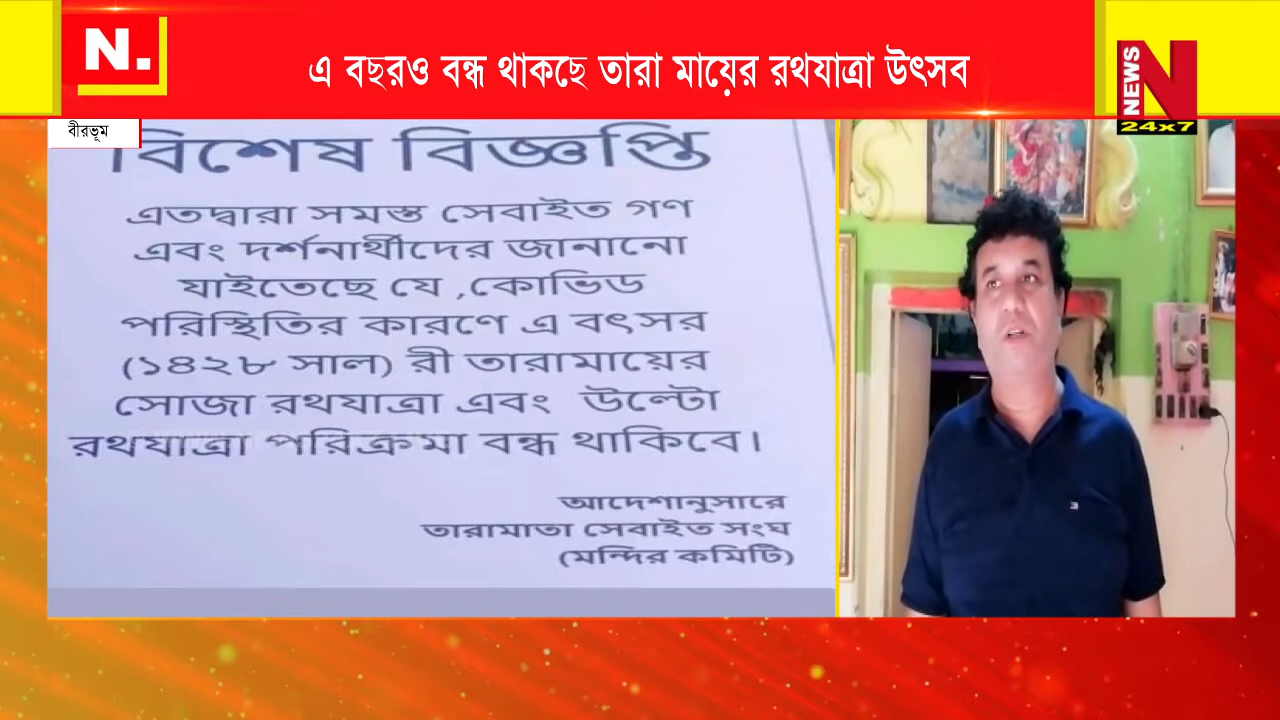 N.
এ বছরও বন্ধ থাকছে তারা মায়ের রথযাত্রা উৎসব
NEWS N
24x7
বীরভূম
বিশেষ বিজ্ঞপ্তি
এতদ্বারা সমস্ত সেবাইত গণ
এবং দর্শনার্থীদের জানানো
যাইতেছে যে ,কোভিড
পরিস্থিতির কারণে এ বৎসর
(১৪২৮ সাল) রী তারামায়ের
সোজা রথযাত্রা এবং উল্টো
রথযাত্রা পরিক্রমা বন্ধ থাকিবে।
আদেশানুসারে
তারামাতা সেবাইত সংঘ
(মন্দির কমিটি)